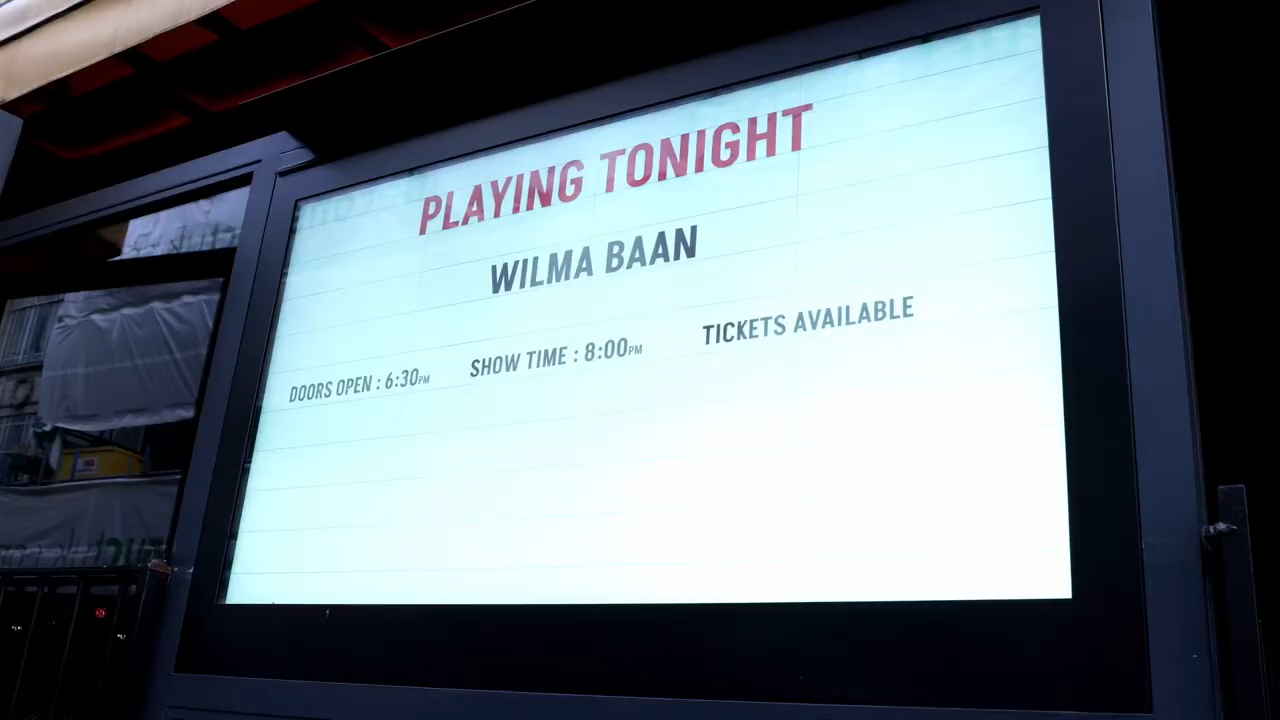 PLAYING TONIGHT
WILMA BAAN
DOORS OPEN : 6:30PM SHOW TIME : 8:00PM TICKETS AVAILABLE